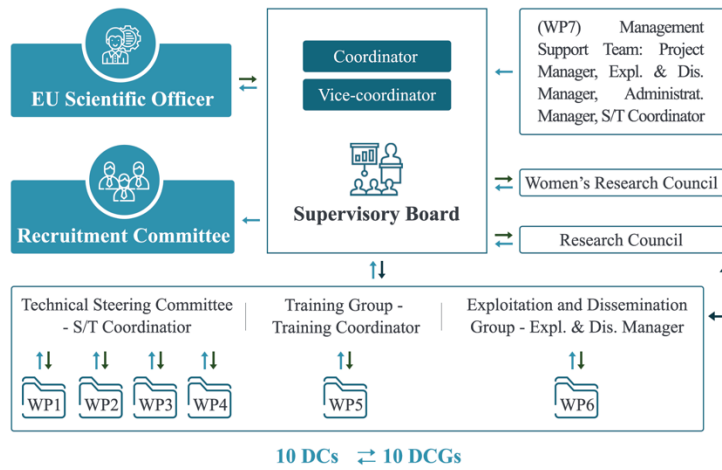 EU Scientific Officer
Recruitment Committee
Coordinator
Vice-coordinator
Supervisory Board
(WP7) Management
Support Team: Project
Manager, Expl. & Dis.
Manager, Administrat.
Manager, S/T Coordinator
Women's Research Council
Research Council
Technical Steering Committee
- S/T Coordination
Training Group -
Training Coordinator
Exploitation and Dissemination
Group - Expl. & Dis. Manager
WP1
WP2
WP3
WP4
WP5
WP6
10 DCs ⇄ 10 DCGs